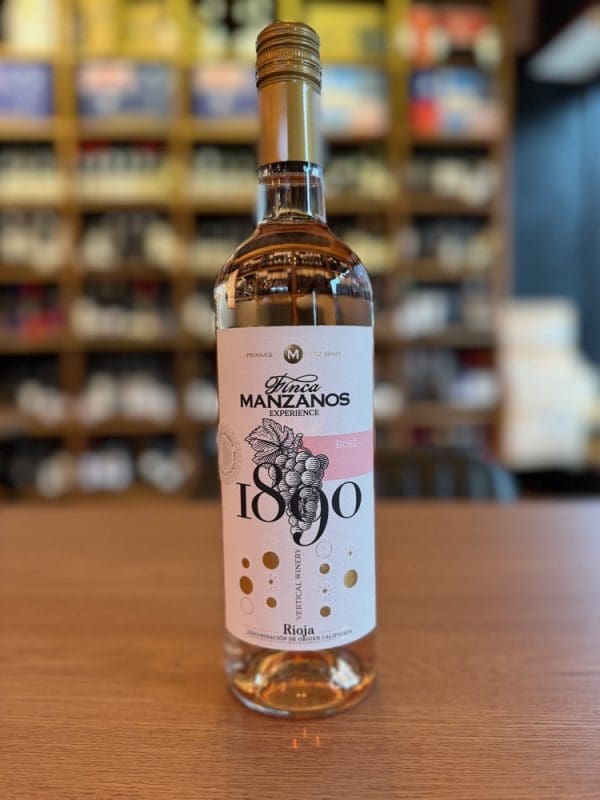 PRODUCE M OF SPAIN
Finca
MANZANOS
EXPERIENCE
ROSÉ
1890
VERTICAL WINERY
Rioja
DENOMINACIÓN DE ORIGEN CALIFICADA